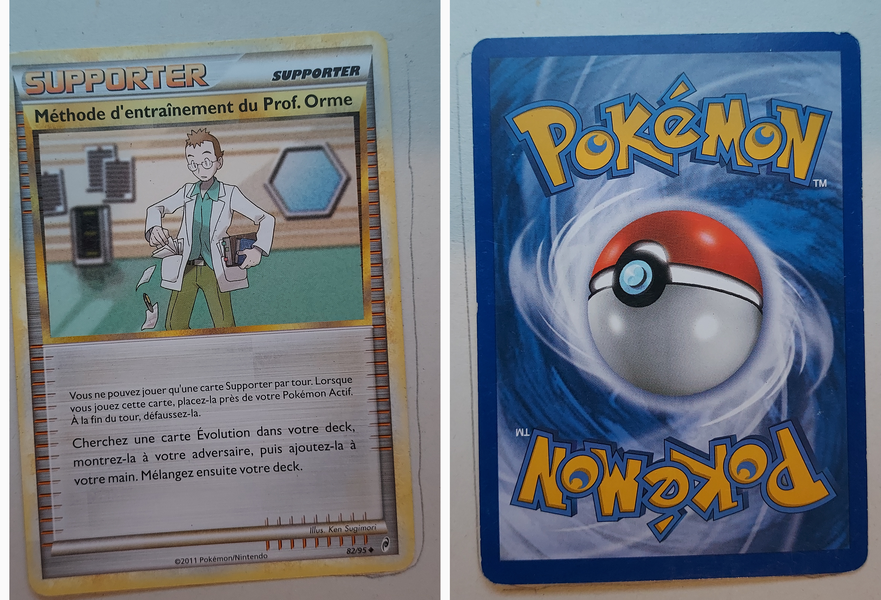 SUPPORTER
SUPPORTER
Méthode d'entraînement du Prof. Orme
Vous ne pouvez jouer qu'une carte Supporter par tour. Lorsque
vous jouez cette carte, placez-la près de votre Pokémon Actif.
À la fin du tour, défaussez-la.
Cherchez une carte Évolution dans votre deck,
montrez-la à votre adversaire, puis ajoutez-la à
votre main. Mélangez ensuite votre deck.
Illus. Ken Sugimori
82/95
©2011 Pokémon/Nintendo
POKéMON
TM
TM
POKéMON